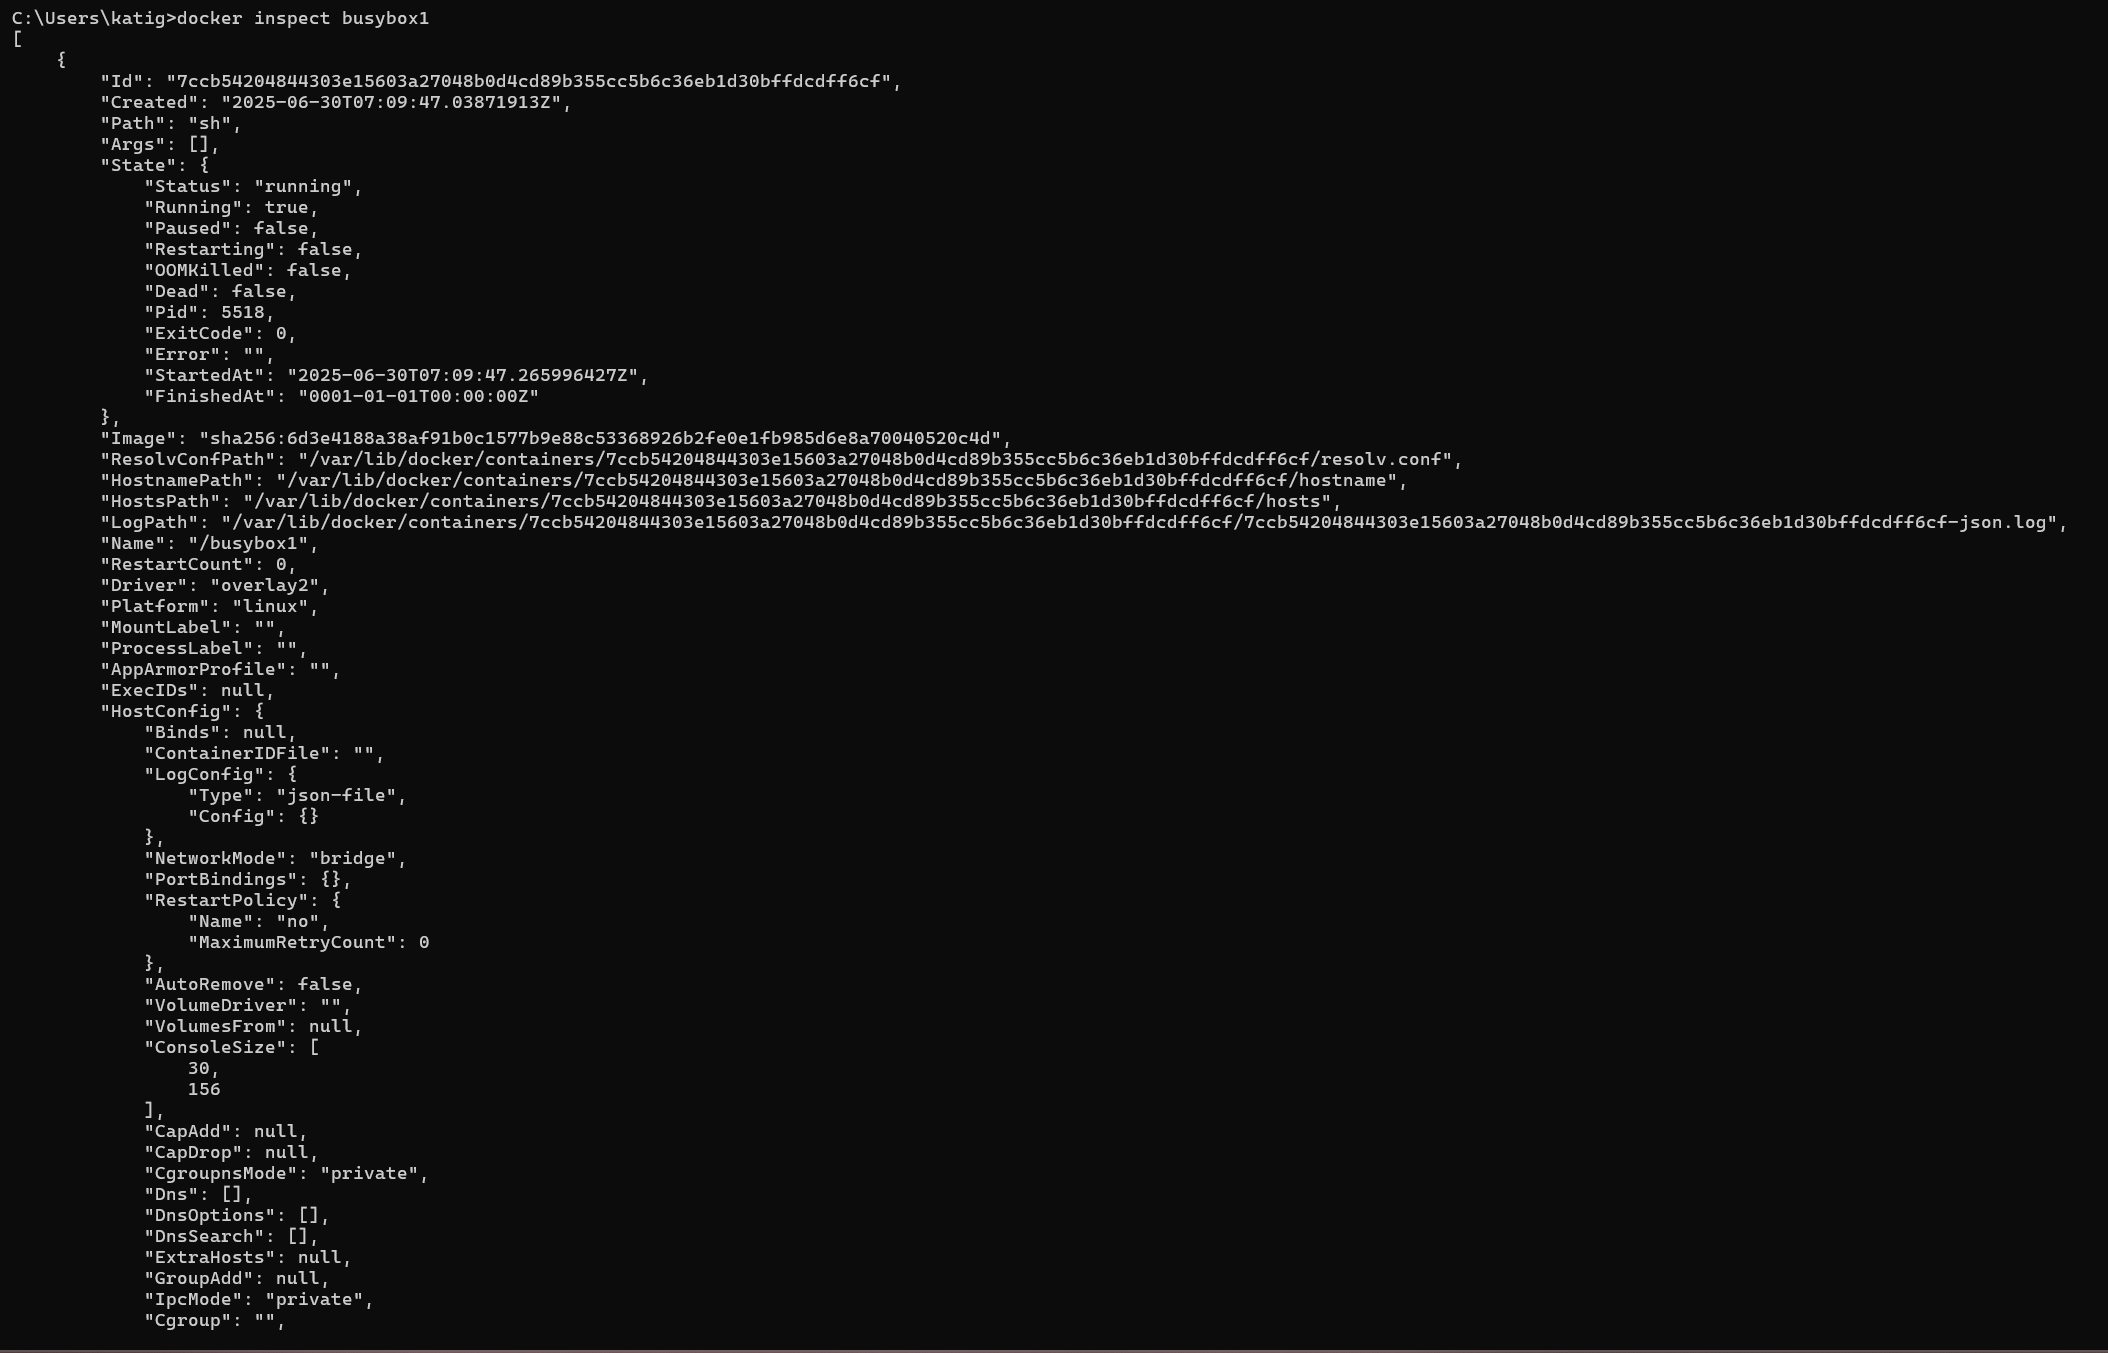 C:\Users\katig>docker inspect busybox1
[
    {
        "Id": "7ccb54204844303e15603a27048b0d4cd89b355cc5b6c36eb1d30bffdcdff6cf",
        "Created": "2025-06-30T07:09:47.03871913Z",
        "Path": "sh",
        "Args": [],
        "State": {
            "Status": "running",
            "Running": true,
            "Paused": false,
            "Restarting": false,
            "OOMKilled": false,
            "Dead": false,
            "Pid": 5518,
            "ExitCode": 0,
            "Error": "",
            "StartedAt": "2025-06-30T07:09:47.265996427Z",
            "FinishedAt": "0001-01-01T00:00:00Z"
        },
        "Image": "sha256:6d3e4188a38af91b0c1577b9e88c53368926b2fe0e1fb985d6e8a70040520c4d",
        "ResolvConfPath": "/var/lib/docker/containers/7ccb54204844303e15603a27048b0d4cd89b355cc5b6c36eb1d30bffdcdff6cf/resolv.conf",
        "HostnamePath": "/var/lib/docker/containers/7ccb54204844303e15603a27048b0d4cd89b355cc5b6c36eb1d30bffdcdff6cf/hostname",
        "HostsPath": "/var/lib/docker/containers/7ccb54204844303e15603a27048b0d4cd89b355cc5b6c36eb1d30bffdcdff6cf/hosts",
        "LogPath": "/var/lib/docker/containers/7ccb54204844303e15603a27048b0d4cd89b355cc5b6c36eb1d30bffdcdff6cf/7ccb54204844303e15603a27048b0d4cd89b355cc5b6c36eb1d30bffdcdff6cf-json.log",
        "Name": "/busybox1",
        "RestartCount": 0,
        "Driver": "overlay2",
        "Platform": "linux",
        "MountLabel": "",
        "ProcessLabel": "",
        "AppArmorProfile": "",
        "ExecIDs": null,
        "HostConfig": {
            "Binds": null,
            "ContainerIDFile": "",
            "LogConfig": {
                "Type": "json-file",
                "Config": {}
            },
            "NetworkMode": "bridge",
            "PortBindings": {},
            "RestartPolicy": {
                "Name": "no",
                "MaximumRetryCount": 0
            },
            "AutoRemove": false,
            "VolumeDriver": "",
            "VolumesFrom": null,
            "ConsoleSize": [
                30,
                156
            ],
            "CapAdd": null,
            "CapDrop": null,
            "CgroupnsMode": "private",
            "Dns": [],
            "DnsOptions": [],
            "DnsSearch": [],
            "ExtraHosts": null,
            "GroupAdd": null,
            "IpcMode": "private",
            "Cgroup": "",